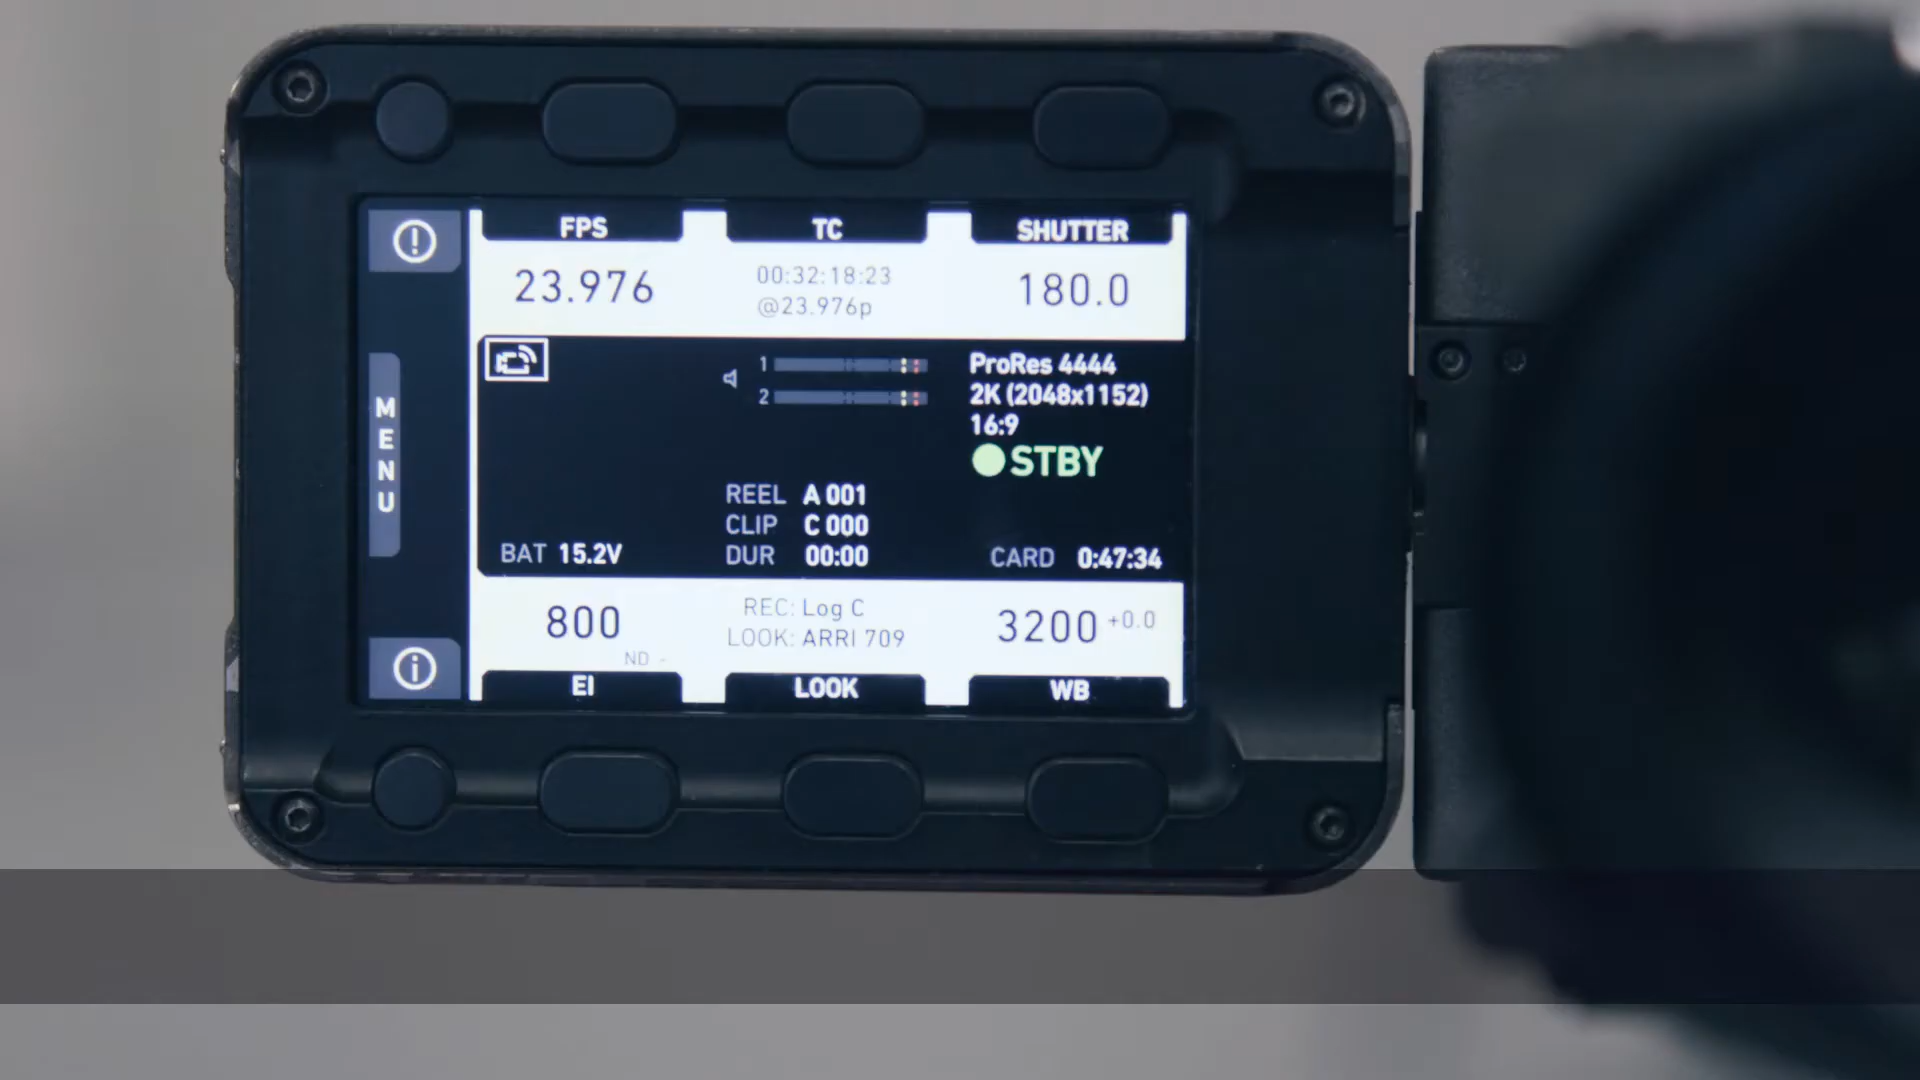 FPS TC SHUTTER
23.976 00:32:18:23 180.0
@23.976p
1
2
ProRes 4444
2K (2048x1152)
16:9
STBY
MENU
REEL A 001
CLIP C 000
DUR 00:00
BAT 15.2V
CARD 0:47:34
800 REC: Log C 3200 +0.0
LOOK: ARRI 709
ND -
EI LOOK WB